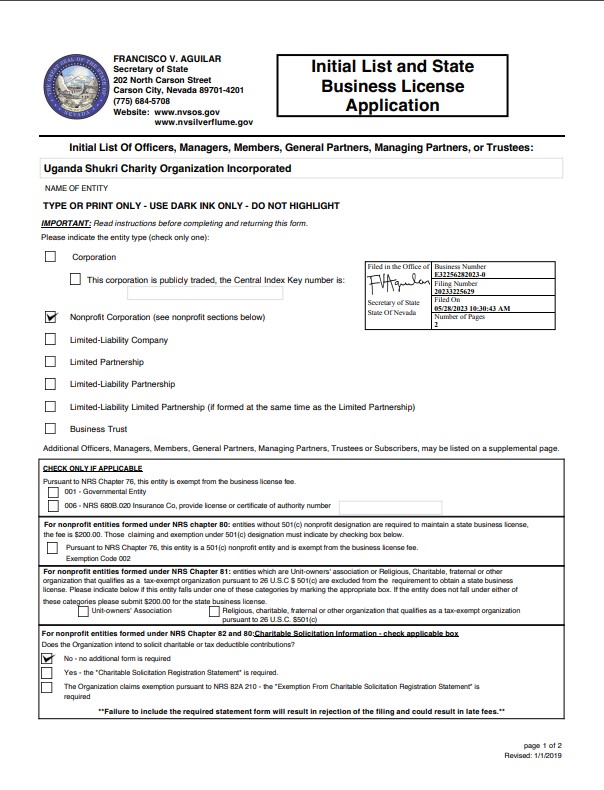 FRANCISCO V. AGUILAR
Secretary of State
202 North Carson Street
Carson City, Nevada 89701-4201
(775) 684-5708
Website: www.nvsos.gov
www.nvsilverflume.gov
Initial List and State
Business License
Application
Initial List Of Officers, Managers, Members, General Partners, Managing Partners, or Trustees:
Uganda Shukri Charity Organization Incorporated
NAME OF ENTITY
TYPE OR PRINT ONLY - USE DARK INK ONLY - DO NOT HIGHLIGHT
IMPORTANT: Read instructions before completing and returning this form.
Please indicate the entity type (check only one):
Corporation
This corporation is publicly traded, the Central Index Key number is:
Filed in the Office of
Secretary of State
State Of Nevada
Business Number
E32256282023-0
Filing Number
20233225629
Filed On
05/28/2023 10:30:43 AM
Number of Pages
2
Nonprofit Corporation (see nonprofit sections below)
Limited-Liability Company
Limited Partnership
Limited-Liability Partnership
Limited-Liability Limited Partnership (if formed at the same time as the Limited Partnership)
Business Trust
Additional Officers, Managers, Members, General Partners, Managing Partners, Trustees or Subscribers, may be listed on a supplemental page.
CHECK ONLY IF APPLICABLE
Pursuant to NRS Chapter 76, this entity is exempt from the business license fee.
001 - Governmental Entity
006 - NRS 680B.020 Insurance Co, provide license or certificate of authority number
For nonprofit entities formed under NRS chapter 80: entities without 501(c) nonprofit designation are required to maintain a state business license,
the fee is $200.00. Those claiming and exemption under 501(c) designation must indicate by checking box below.
Pursuant to NRS Chapter 76, this entity is a 501(c) nonprofit entity and is exempt from the business license fee.
Exemption Code 002
For nonprofit entities formed under NRS Chapter 81: entities which are Unit-owners' association or Religious, Charitable, fraternal or other
organization that qualifies as a tax-exempt organization pursuant to 26 U.S.C $ 501(c) are excluded from the requirement to obtain a state business
license. Please indicate below if this entity falls under one of these categories by marking the appropriate box. If the entity does not fall under either of
these categories please submit $200.00 for the state business license.
Unit-owners' Association
Religious, charitable, fraternal or other organization that qualifies as a tax-exempt organization
pursuant to 26 U.S.C. $501(c)
For nonprofit entities formed under NRS Chapter 82 and 80:Charitable Solicitation Information - check applicable box
Does the Organization intend to solicit charitable or tax deductible contributions?
No - no additional form is required
Yes - the "Charitable Solicitation Registration Statement" is required.
The Organization claims exemption pursuant to NRS 82A 210 - the "Exemption From Charitable Solicitation Registration Statement" is
required
**Failure to include the required statement form will result in rejection of the filing and could result in late fees.**
page 1 of 2
Revised: 1/1/2019